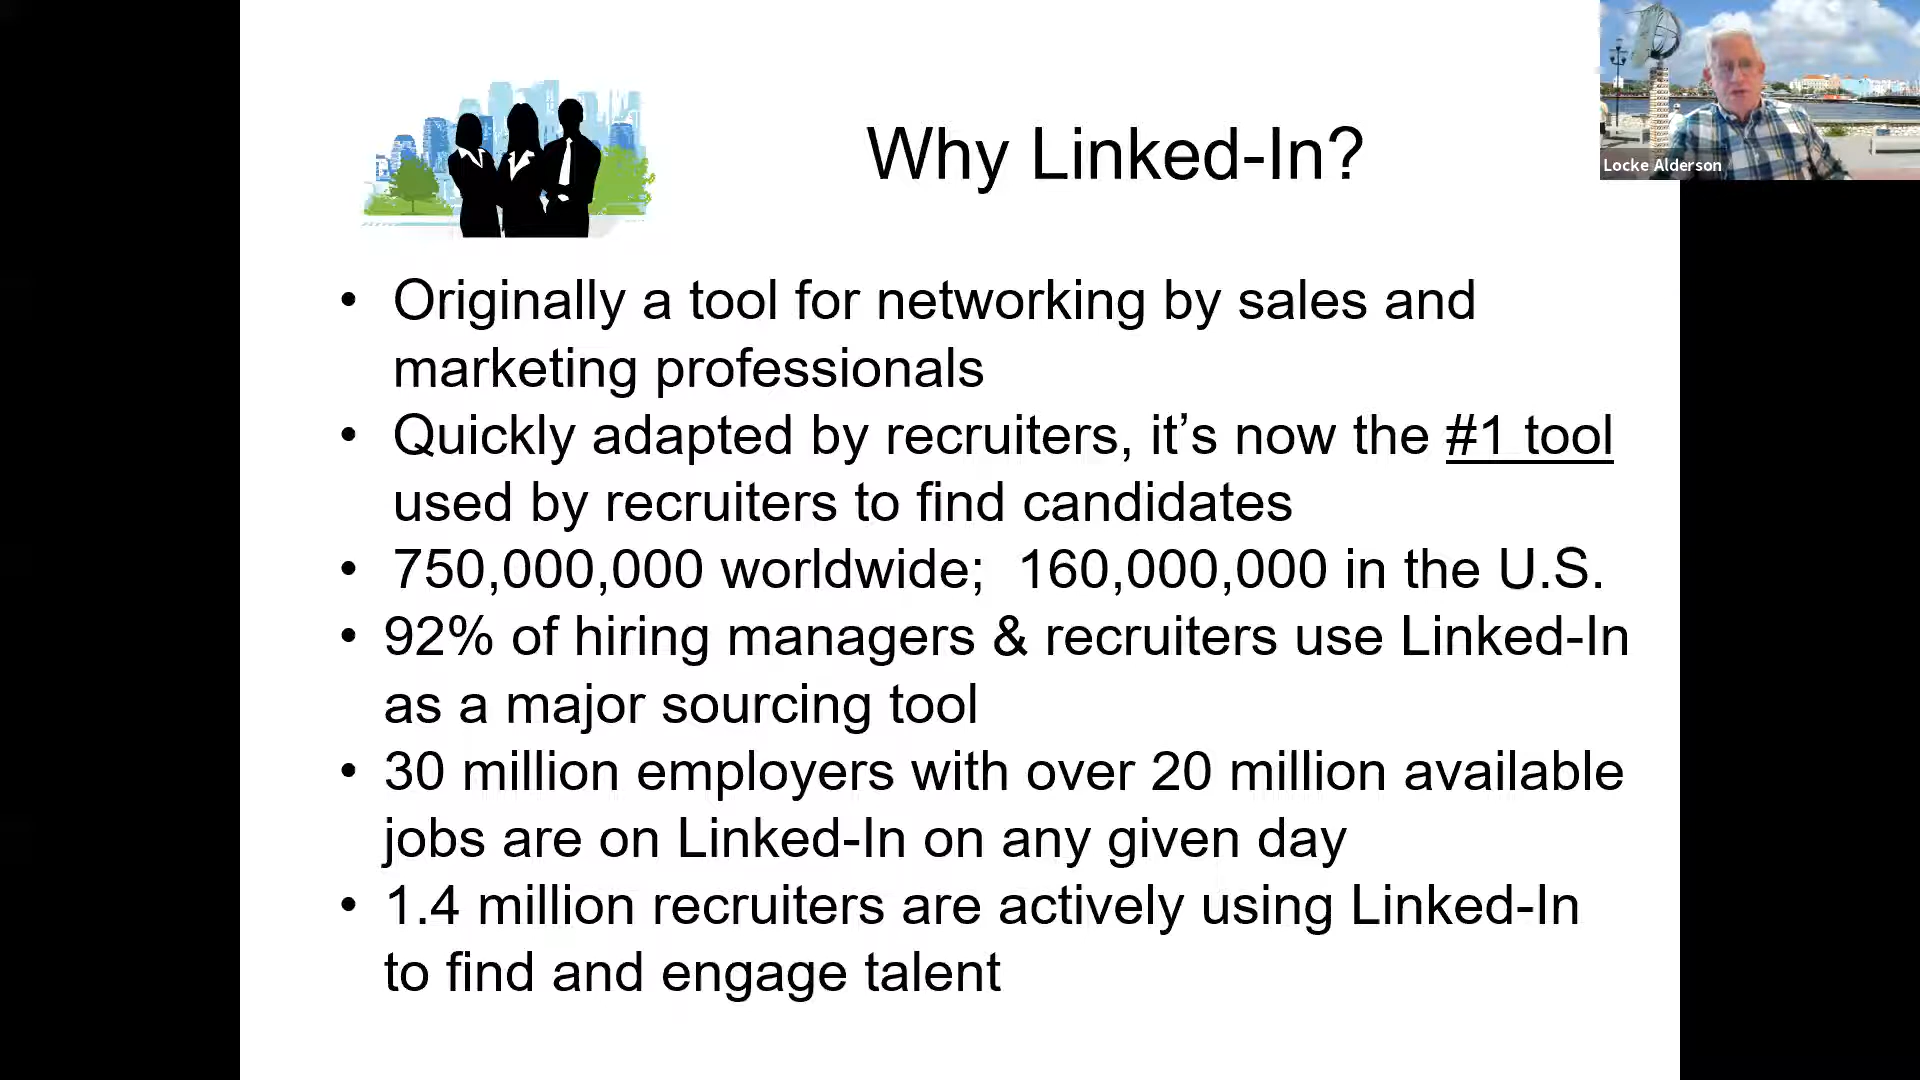 Why Linked-In?
Locke Alderson
• Originally a tool for networking by sales and
marketing professionals
• Quickly adapted by recruiters, it’s now the #1 tool
used by recruiters to find candidates
• 750,000,000 worldwide;  160,000,000 in the U.S.
• 92% of hiring managers & recruiters use Linked-In
as a major sourcing tool
• 30 million employers with over 20 million available
jobs are on Linked-In on any given day
• 1.4 million recruiters are actively using Linked-In
to find and engage talent